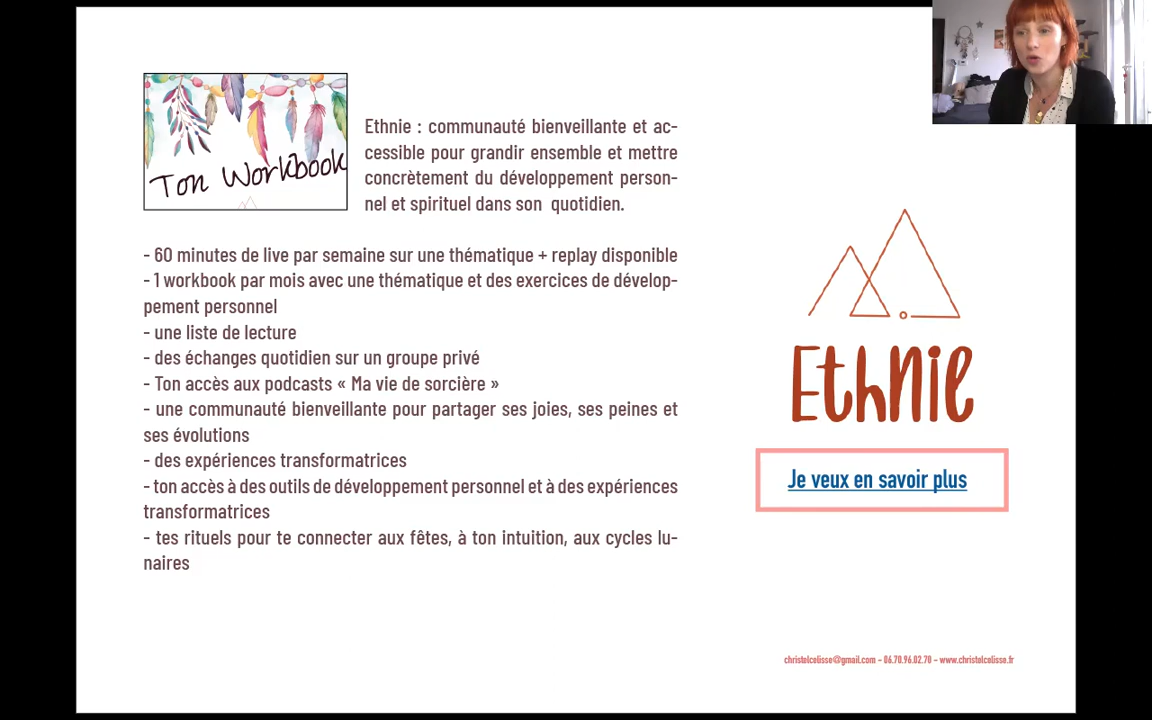 Ton Workbook
Ethnie : communauté bienveillante et ac-
cessible pour grandir ensemble et mettre
concrètement du développement person-
nel et spirituel dans son quotidien.
- 60 minutes de live par semaine sur une thématique + replay disponible
- 1 workbook par mois avec une thématique et des exercices de dévelop-
pement personnel
- une liste de lecture
- des échanges quotidien sur un groupe privé
- Ton accès aux podcasts « Ma vie de sorcière »
- une communauté bienveillante pour partager ses joies, ses peines et
ses évolutions
- des expériences transformatrices
- ton accès à des outils de développement personnel et à des expériences
transformatrices
- tes rituels pour te connecter aux fêtes, à ton intuition, aux cycles lu-
naires
Ethnie
Je veux en savoir plus
christelcelisse@gmail.com - 06.70.96.02.70 - www.christelcelisse.fr